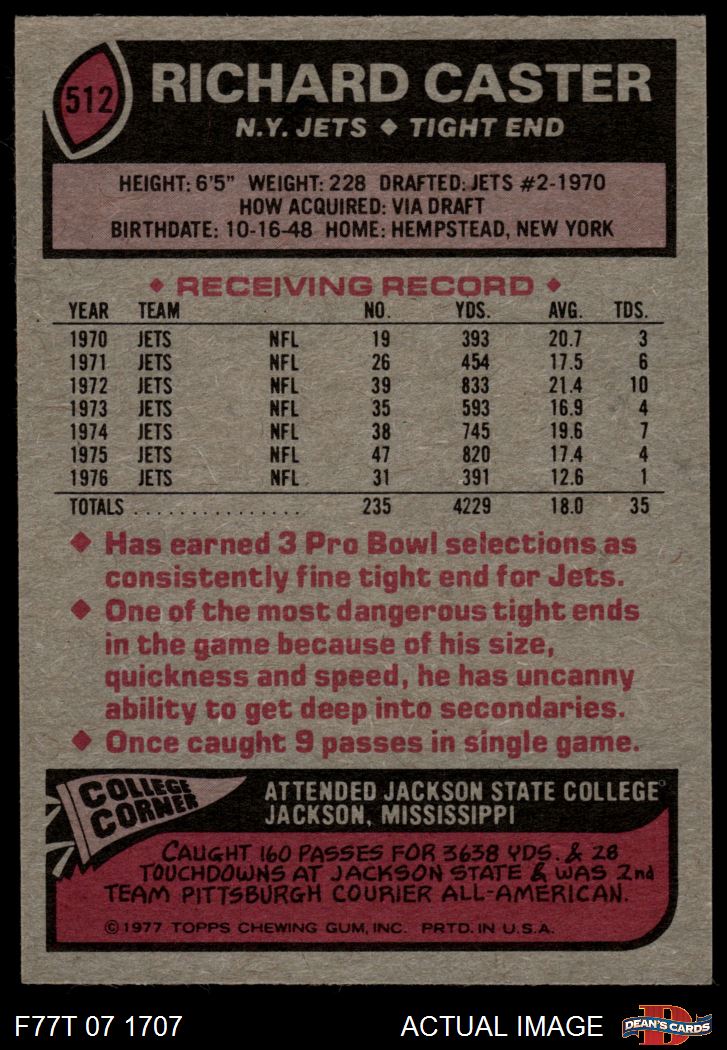 512
RICHARD CASTER
N.Y. JETS ◆ TIGHT END
HEIGHT: 6'5" WEIGHT: 228 DRAFTED: JETS #2-1970
HOW ACQUIRED: VIA DRAFT
BIRTHDATE: 10-16-48 HOME: HEMPSTEAD, NEW YORK
◆ RECEIVING RECORD ◆
YEAR TEAM NO. YDS. AVG. TDS.
1970 JETS NFL 19 393 20.7 3
1971 JETS NFL 26 454 17.5 6
1972 JETS NFL 39 833 21.4 10
1973 JETS NFL 35 593 16.9 4
1974 JETS NFL 38 745 19.6 7
1975 JETS NFL 47 820 17.4 4
1976 JETS NFL 31 391 12.6 1
TOTALS . . . . . . . . . . . . . . . 235 4229 18.0 35
◆ Has earned 3 Pro Bowl selections as
consistently fine tight end for Jets.
◆ One of the most dangerous tight ends
in the game because of his size,
quickness and speed, he has uncanny
ability to get deep into secondaries.
◆ Once caught 9 passes in single game.
COLLEGE
CORNER
ATTENDED JACKSON STATE COLLEGE
JACKSON, MISSISSIPPI
CAUGHT 160 PASSES FOR 3638 YDS. & 28
TOUCHDOWNS AT JACKSON STATE & WAS 2nd
TEAM PITTSBURGH COURIER ALL-AMERICAN.
©1977 TOPPS CHEWING GUM, INC. PRTD. IN U.S.A.
F77T 07 1707
ACTUAL IMAGE
D
DEAN'S CARDS